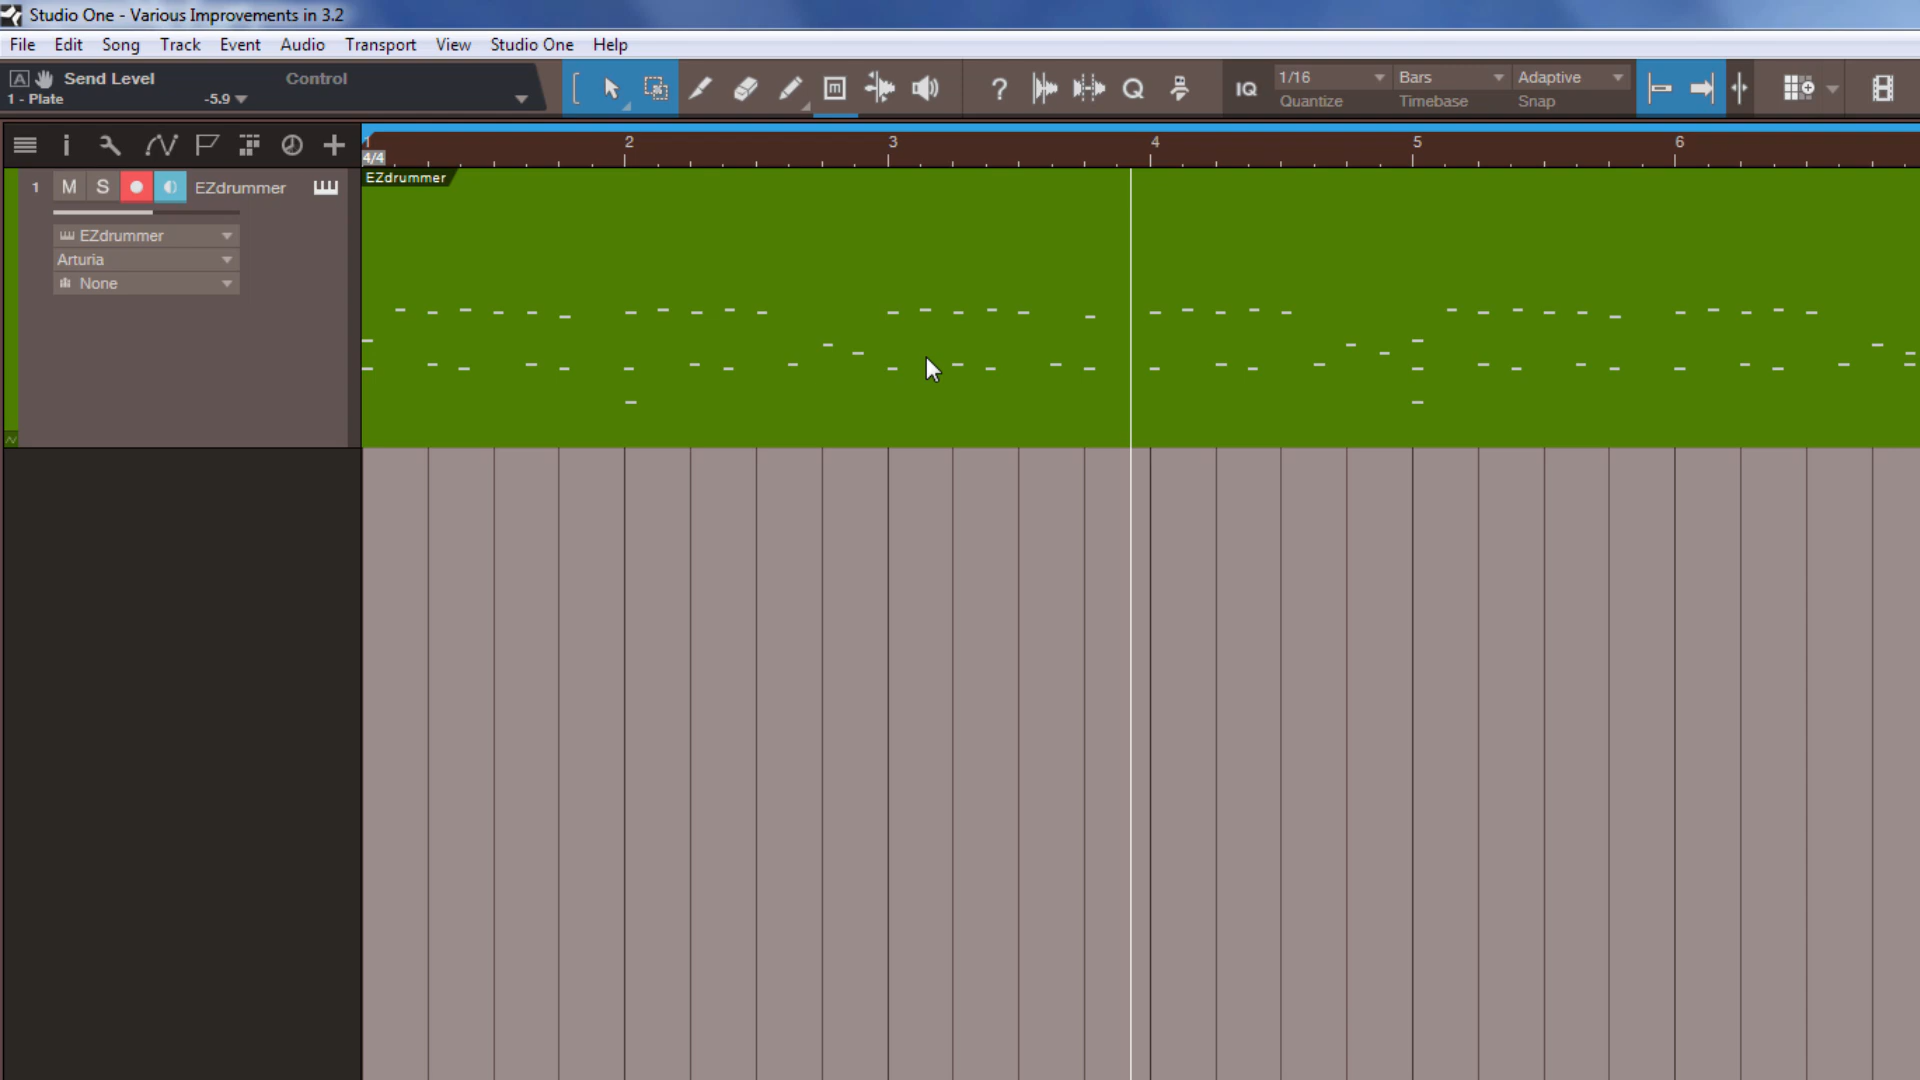 Studio One - Various Improvements in 3.2
File Edit Song Track Event Audio Transport View Studio One Help
A Send Level Control
1 - Plate -5.9
? Q IQ 1/16 Bars Adaptive
Quantize Timebase Snap
1 2 3 4 5 6
4/4
EZdrummer
1 M S EZdrummer
EZdrummer
Arturia
None